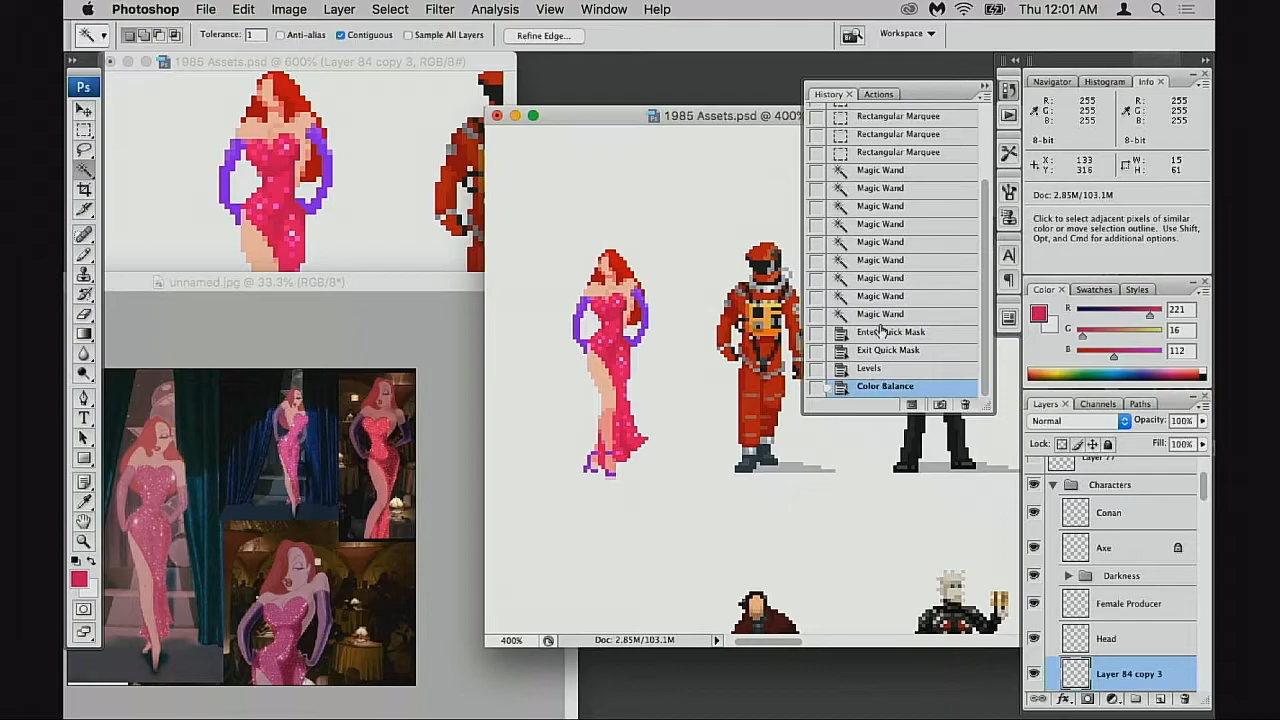 Photoshop File Edit Image Layer Select Filter Analysis View Window Help Thu 12:01 AM
Tolerance: 1 Anti-alias Contiguous Sample All Layers Refine Edge... Workspace
1985 Assets.psd @ 600% (Layer 84 copy 3, RGB/8#)
Ps
1985 Assets.psd @ 400%
unnamed.jpg @ 33.3% (RGB/8*)
History Actions
Rectangular Marquee
Rectangular Marquee
Rectangular Marquee
Magic Wand
Magic Wand
Magic Wand
Magic Wand
Magic Wand
Magic Wand
Magic Wand
Magic Wand
Magic Wand
Enter Quick Mask
Exit Quick Mask
Levels
Color Balance
Navigator Histogram Info
R: 255 R: 255
G: 255 G: 255
B: 255 B: 255
8-bit 8-bit
X: 133 W: 15
Y: 316 H: 61
Doc: 2.85M/103.1M
Click to select adjacent pixels of similar
color or move selection outline. Use Shift,
Opt, and Cmd for additional options.
Color Swatches Styles
R 221
G 16
B 112
Layers Channels Paths
Normal Opacity: 100%
Lock: Fill: 100%
Layer 77
Characters
Conan
Axe
Darkness
Female Producer
Head
Layer 84 copy 3
400% Doc: 2.85M/103.1M